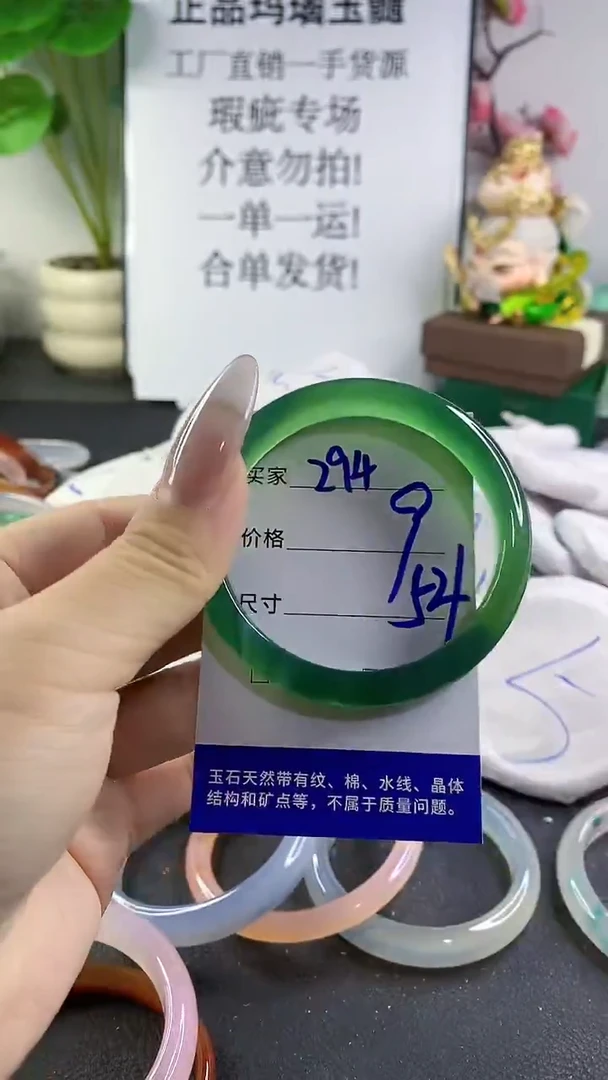 正品玛瑙玉髓
工厂直销一手货源
瑕疵专场
介意勿拍!
一单一运!
合单发货!
买家 294
价格 9
尺寸 54
玉石天然带有纹、棉、水线、晶体
结构和矿点等，不属于质量问题。